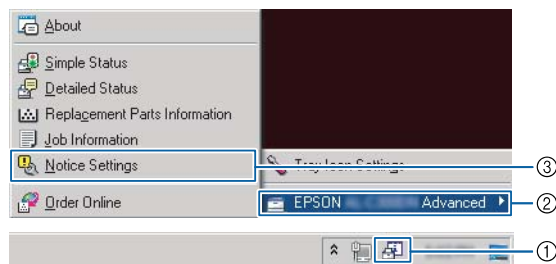 About
Simple Status
Detailed Status
Replacement Parts Information
Job Information
Notice Settings
Tray Icon Settings
③
Order Online
EPSON Advanced
②
①